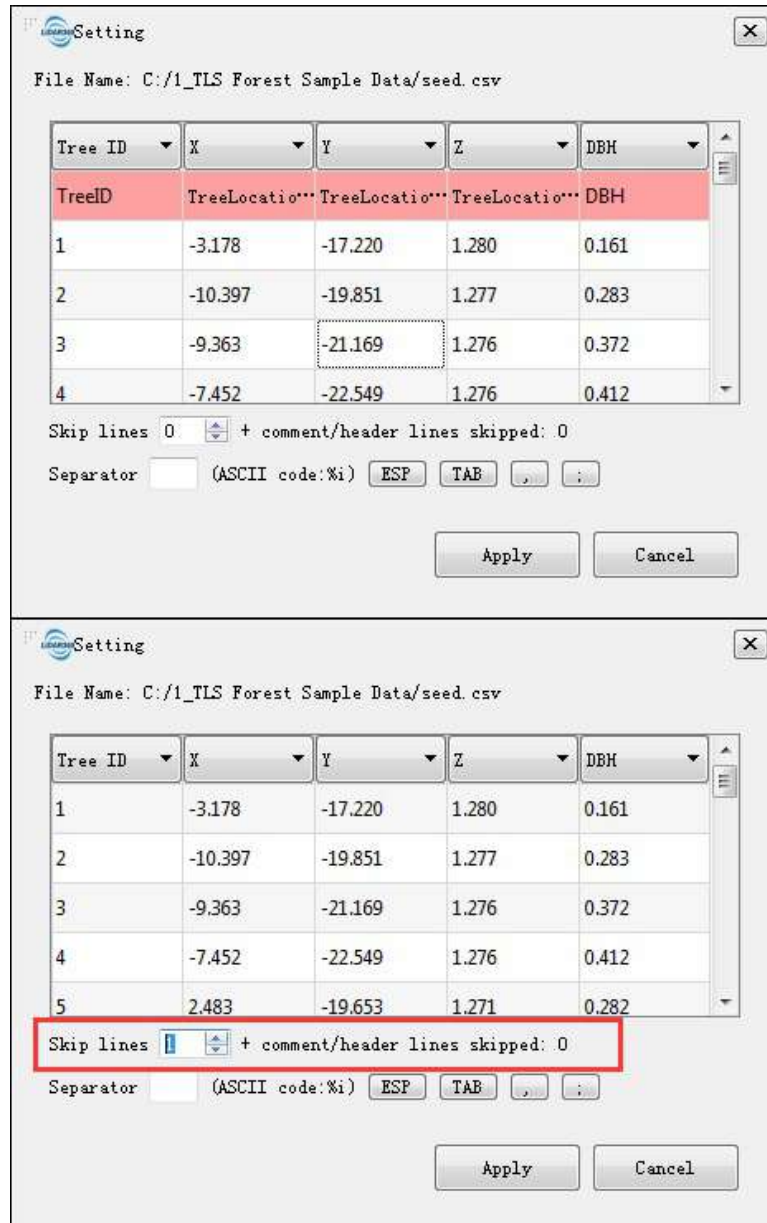 Setting
File Name: C:/1_TLS Forest Sample Data/seed.csv
Tree ID X Y Z DBH
TreeID TreeLocatio... TreeLocatio... TreeLocatio... DBH
1 -3.178 -17.220 1.280 0.161
2 -10.397 -19.851 1.277 0.283
3 -9.363 -21.169 1.276 0.372
4 -7.452 -22.549 1.276 0.412
Skip lines 0 + comment/header lines skipped: 0
Separator (ASCII code:%i) ESP TAB , ;
Apply Cancel
Setting
File Name: C:/1_TLS Forest Sample Data/seed.csv
Tree ID X Y Z DBH
1 -3.178 -17.220 1.280 0.161
2 -10.397 -19.851 1.277 0.283
3 -9.363 -21.169 1.276 0.372
4 -7.452 -22.549 1.276 0.412
5 2.483 -19.653 1.271 0.282
Skip lines 1 + comment/header lines skipped: 0
Separator (ASCII code:%i) ESP TAB , ;
Apply Cancel